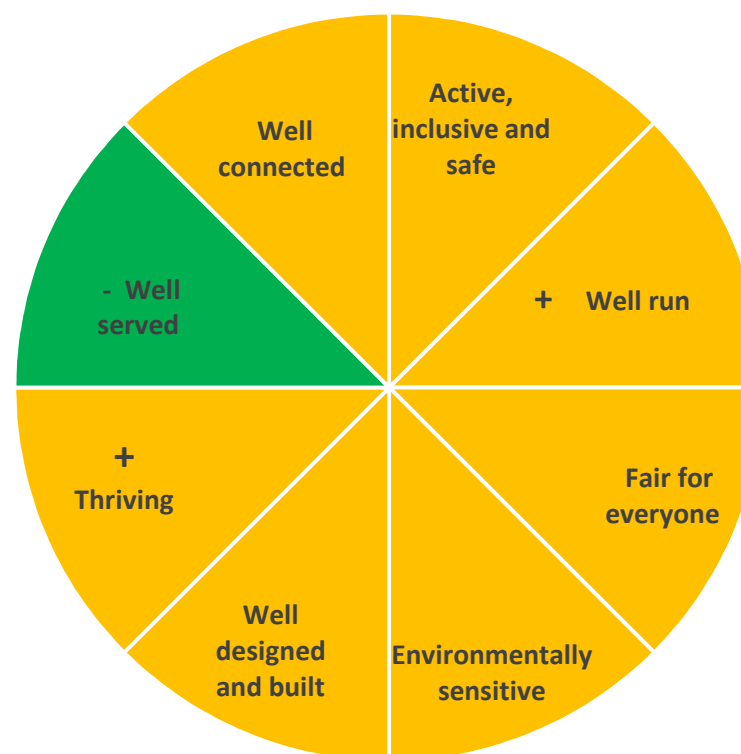 Active,
inclusive and
safe
+ Well run
Fair for
everyone
Environmentally
sensitive
Well
designed
and built
+
Thriving
- Well
served
Well
connected